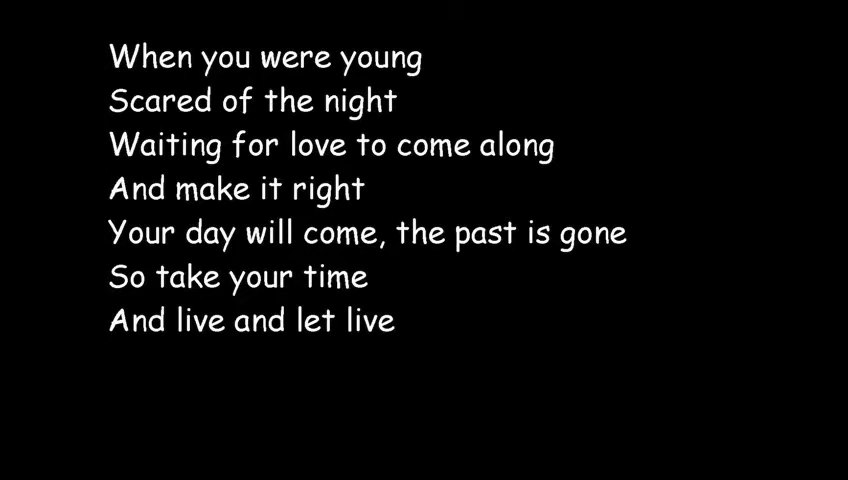 When you were young
Scared of the night
Waiting for love to come along
And make it right
Your day will come, the past is gone
So take your time
And live and let live